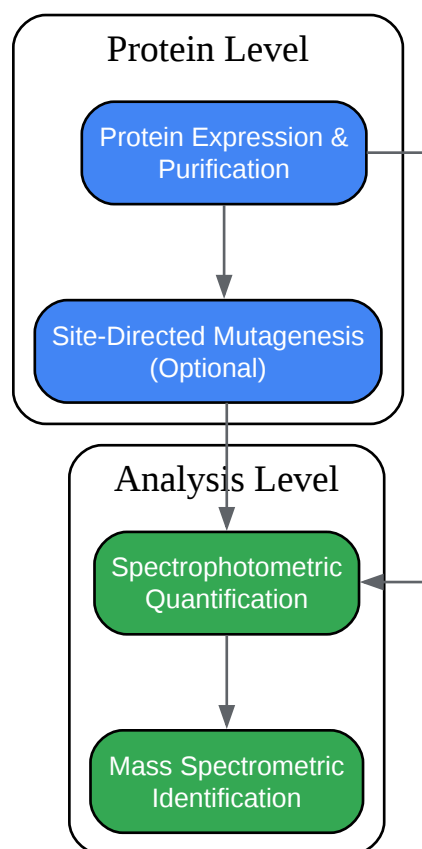 Protein Level
Protein Expression &
Purification
Site-Directed Mutagenesis
(Optional)
Analysis Level
Spectrophotometric
Quantification
Mass Spectrometric
Identification